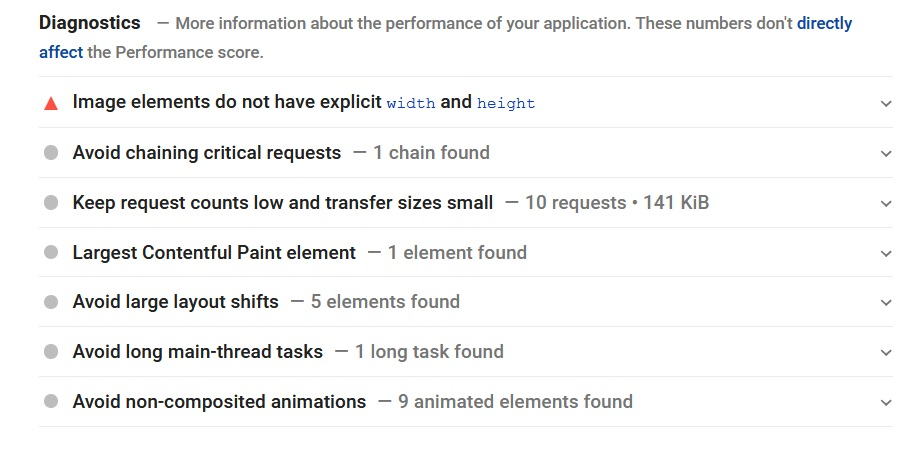 Diagnostics — More information about the performance of your application. These numbers don't directly
affect the Performance score.
Image elements do not have explicit width and height
Avoid chaining critical requests — 1 chain found
Keep request counts low and transfer sizes small — 10 requests • 141 KiB
Largest Contentful Paint element — 1 element found
Avoid large layout shifts — 5 elements found
Avoid long main-thread tasks — 1 long task found
Avoid non-composited animations — 9 animated elements found